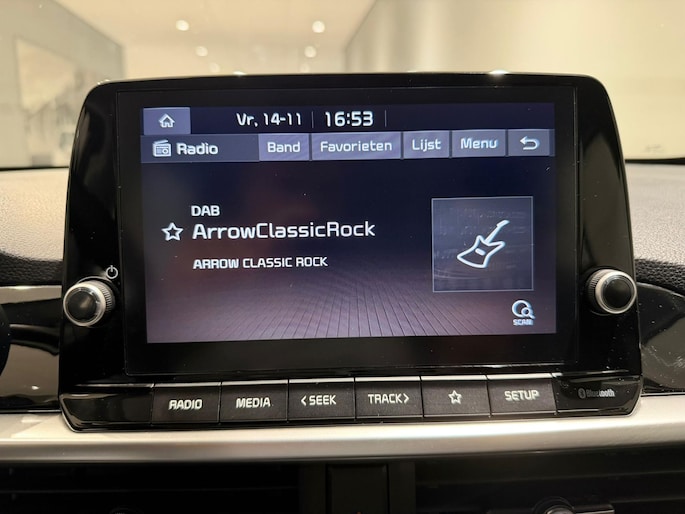 Vr, 14-11 16:53
Radio Band Favorieten Lijst Menu
DAB
ArrowClassicRock
ARROW CLASSIC ROCK
SCAN
RADIO MEDIA <SEEK TRACK> SETUP Bluetooth